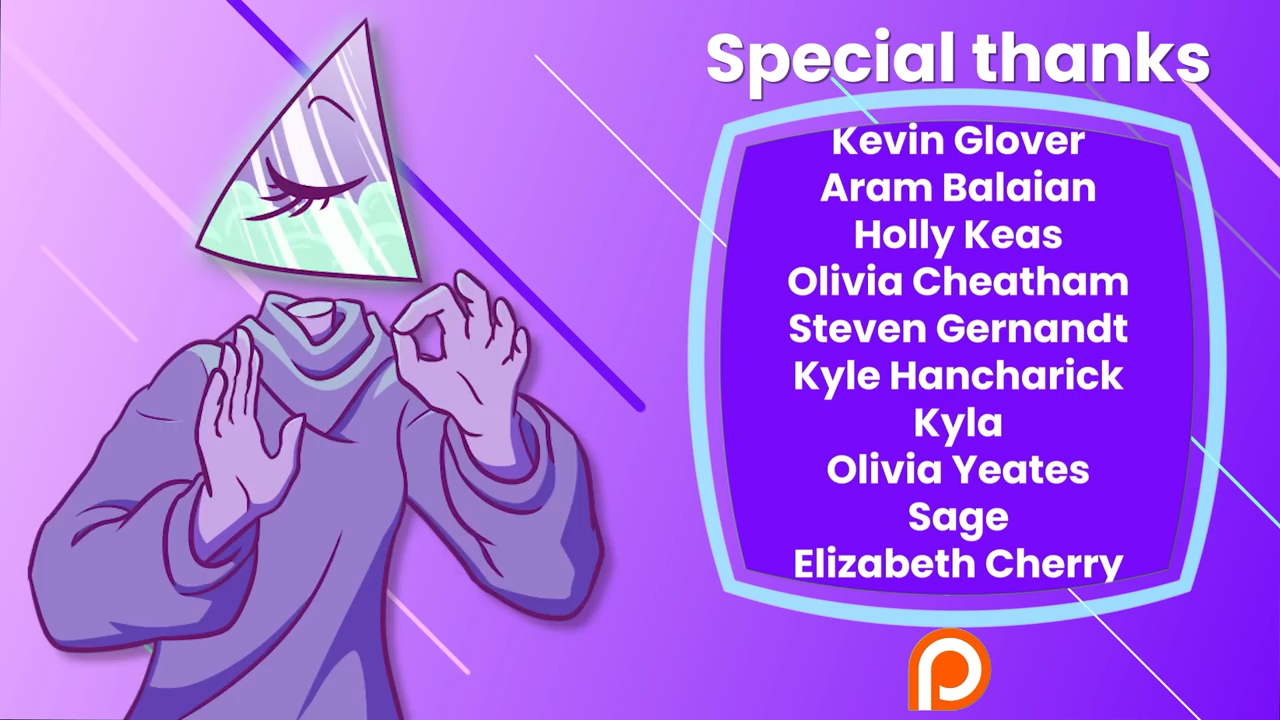 Special thanks
Kevin Glover
Aram Balaian
Holly Keas
Olivia Cheatham
Steven Gernandt
Kyle Hancharick
Kyla
Olivia Yeates
Sage
Elizabeth Cherry